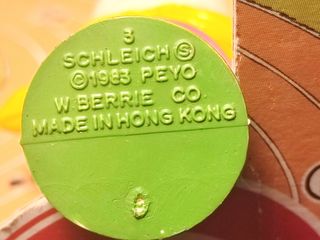 3
SCHLEICH Ⓢ
© 1983 PEYO
W. BERRIE CO.
MADE IN HONG KONG